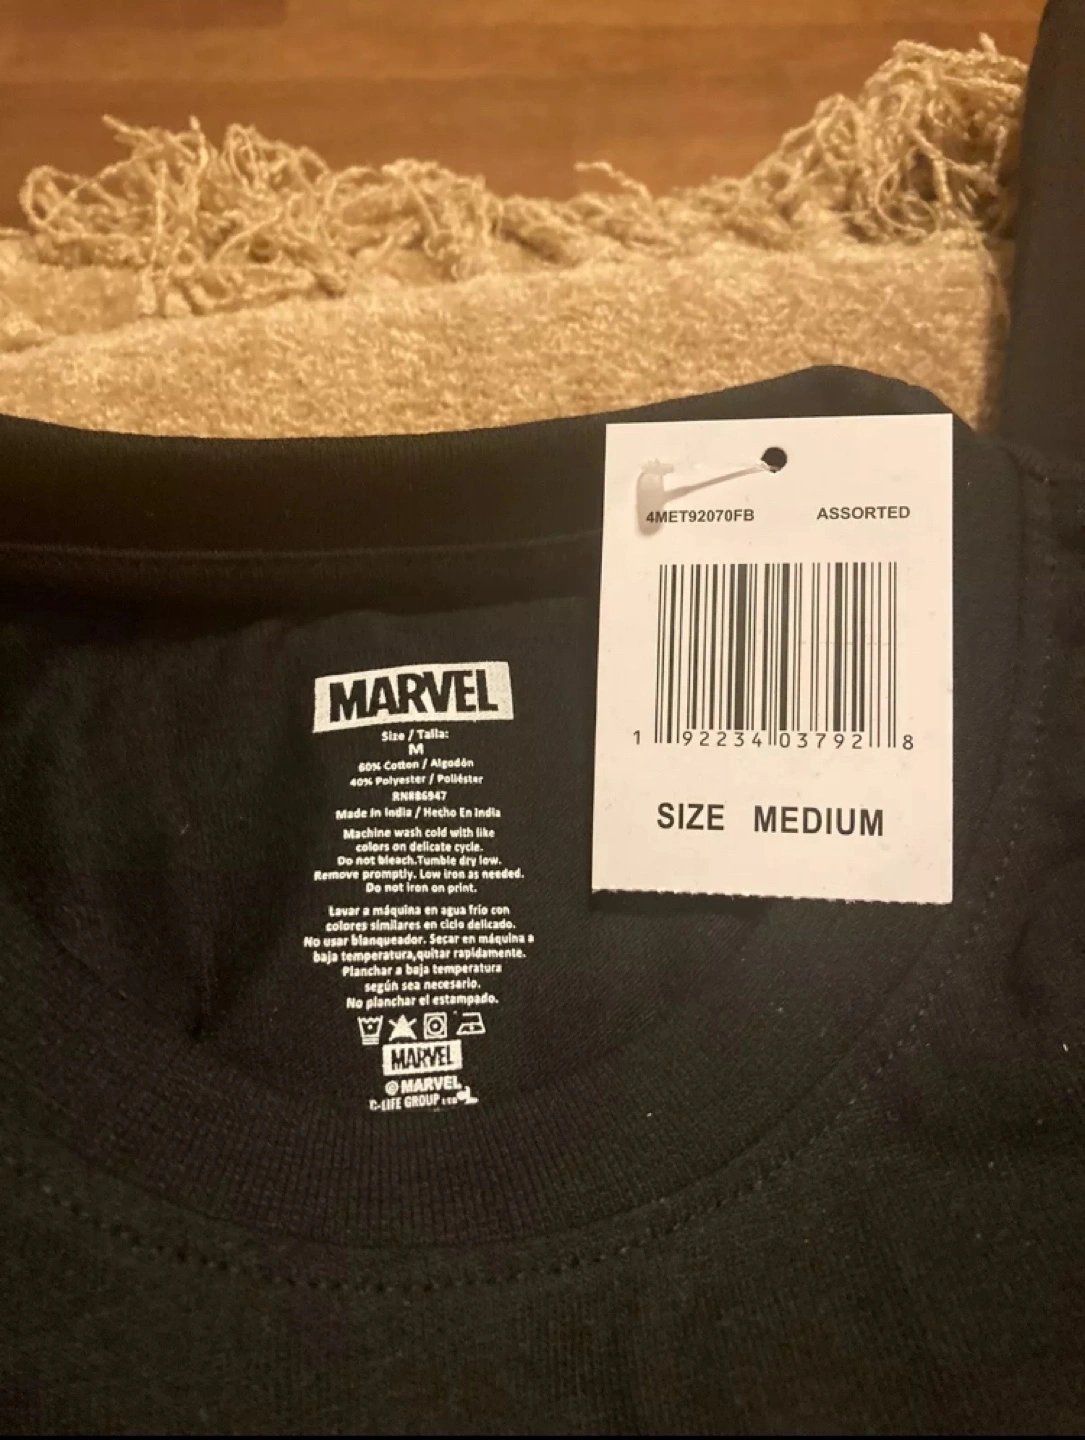 4MET92070FB ASSORTED
1 92234 03792 8
SIZE MEDIUM
MARVEL
Size / Talla:
M
60% Cotton / Algodón
40% Polyester / Poliéster
RN#86947
Made in India / Hecho En India
Machine wash cold with like
colors on delicate cycle.
Do not bleach.Tumble dry low.
Remove promptly. Low iron as needed.
Do not iron on print.
Lavar a máquina en agua frío con
colores similares en ciclo delicado.
No usar blanqueador. Secar en máquina a
baja temperatura,quitar rapidamente.
Planchar a baja temperatura
según sea necesario.
No planchar el estampado.
MARVEL
© MARVEL
C-LIFE GROUP LTD